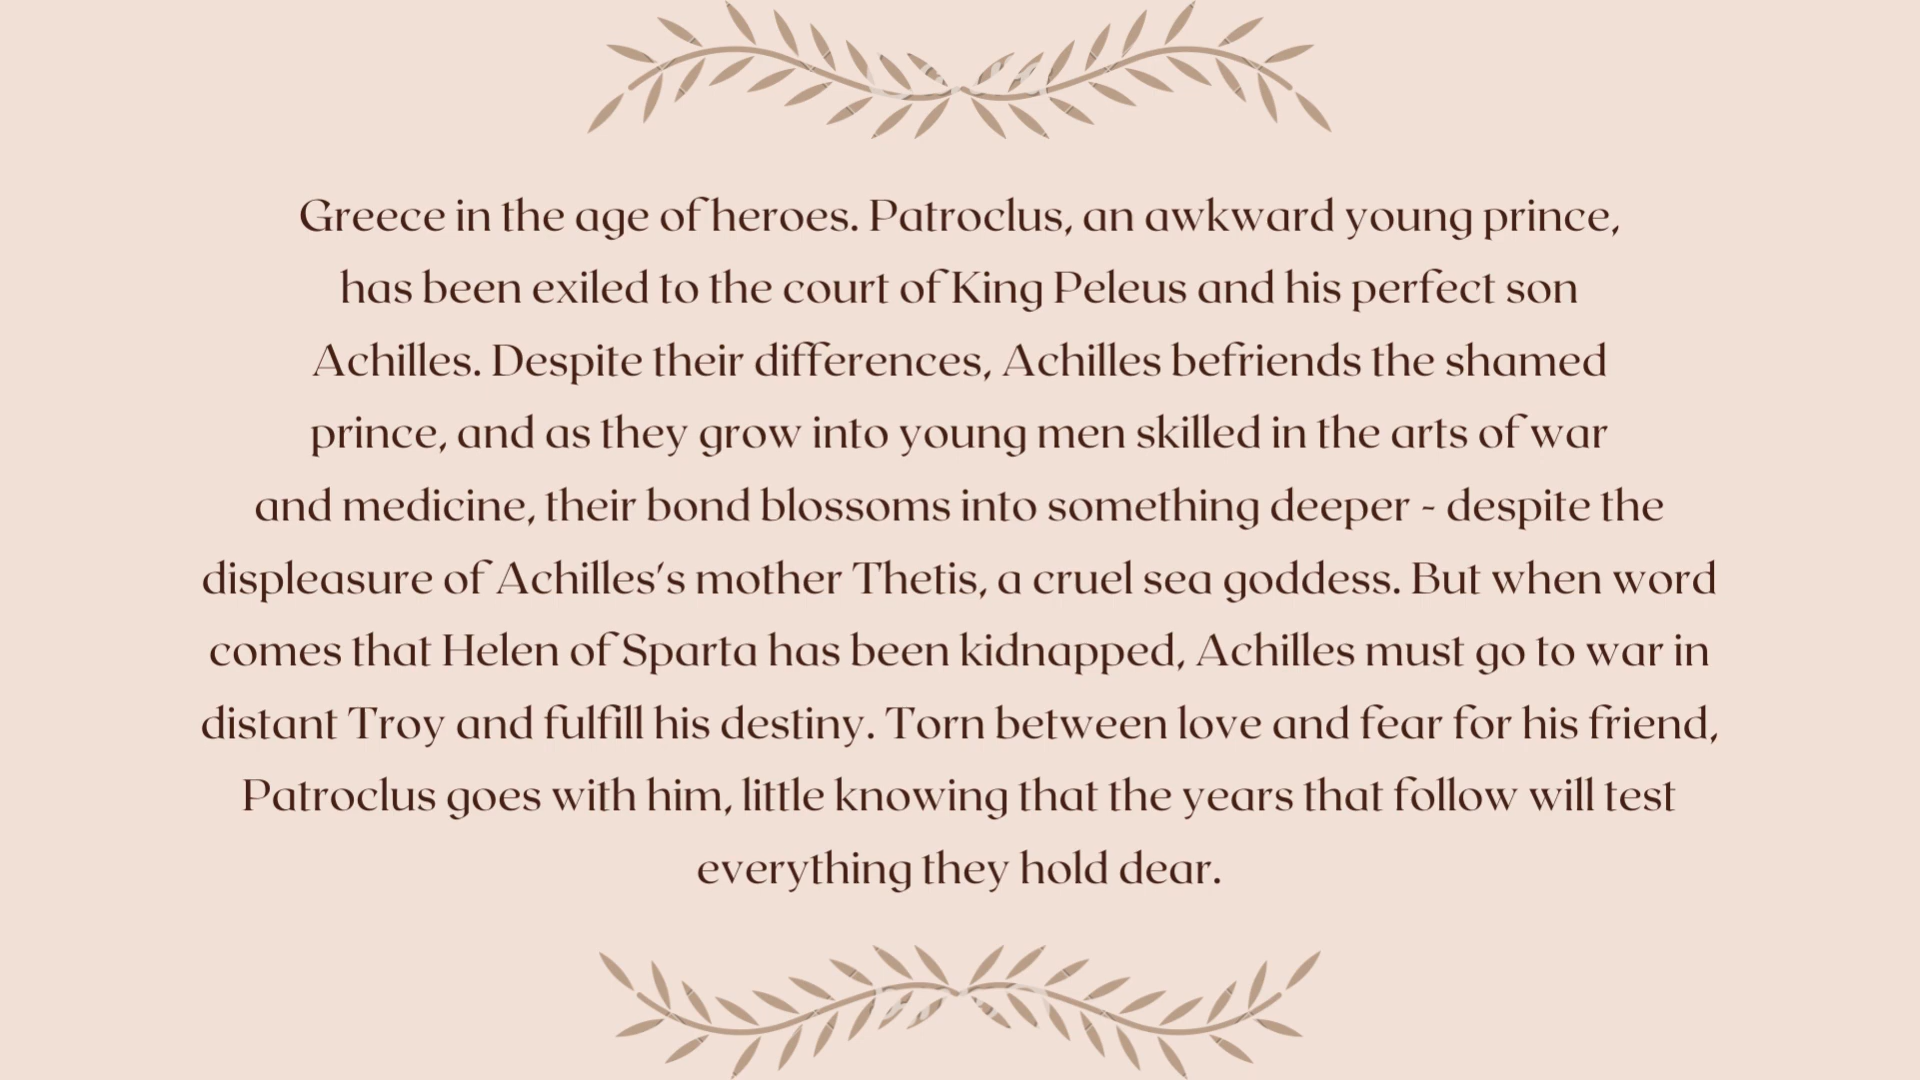 Greece in the age of heroes. Patroclus, an awkward young prince,
has been exiled to the court of King Peleus and his perfect son
Achilles. Despite their differences, Achilles befriends the shamed
prince, and as they grow into young men skilled in the arts of war
and medicine, their bond blossoms into something deeper - despite the
displeasure of Achilles's mother Thetis, a cruel sea goddess. But when word
comes that Helen of Sparta has been kidnapped, Achilles must go to war in
distant Troy and fulfill his destiny. Torn between love and fear for his friend,
Patroclus goes with him, little knowing that the years that follow will test
everything they hold dear.